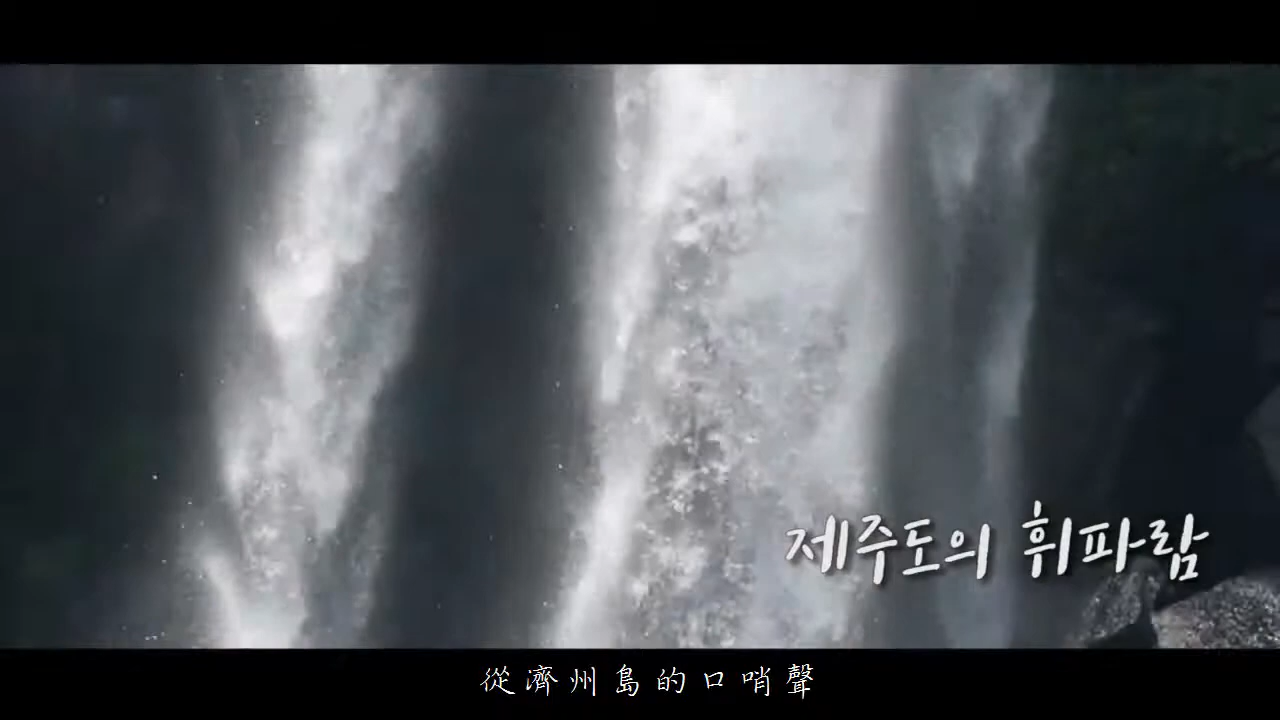 제주도의 휘파람
從濟州島的口哨聲